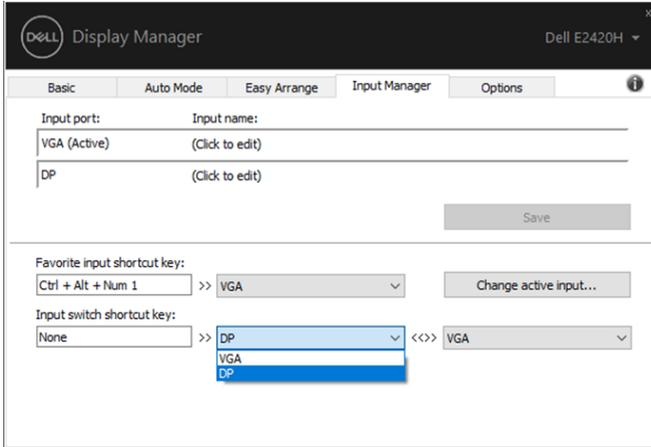 DELL Display Manager Dell E2420H
Basic Auto Mode Easy Arrange Input Manager Options
Input port: Input name:
VGA (Active) (Click to edit)
DP (Click to edit)
Save
Favorite input shortcut key:
Ctrl + Alt + Num 1 >> VGA Change active input...
Input switch shortcut key:
None >> DP <<>> VGA
VGA
DP